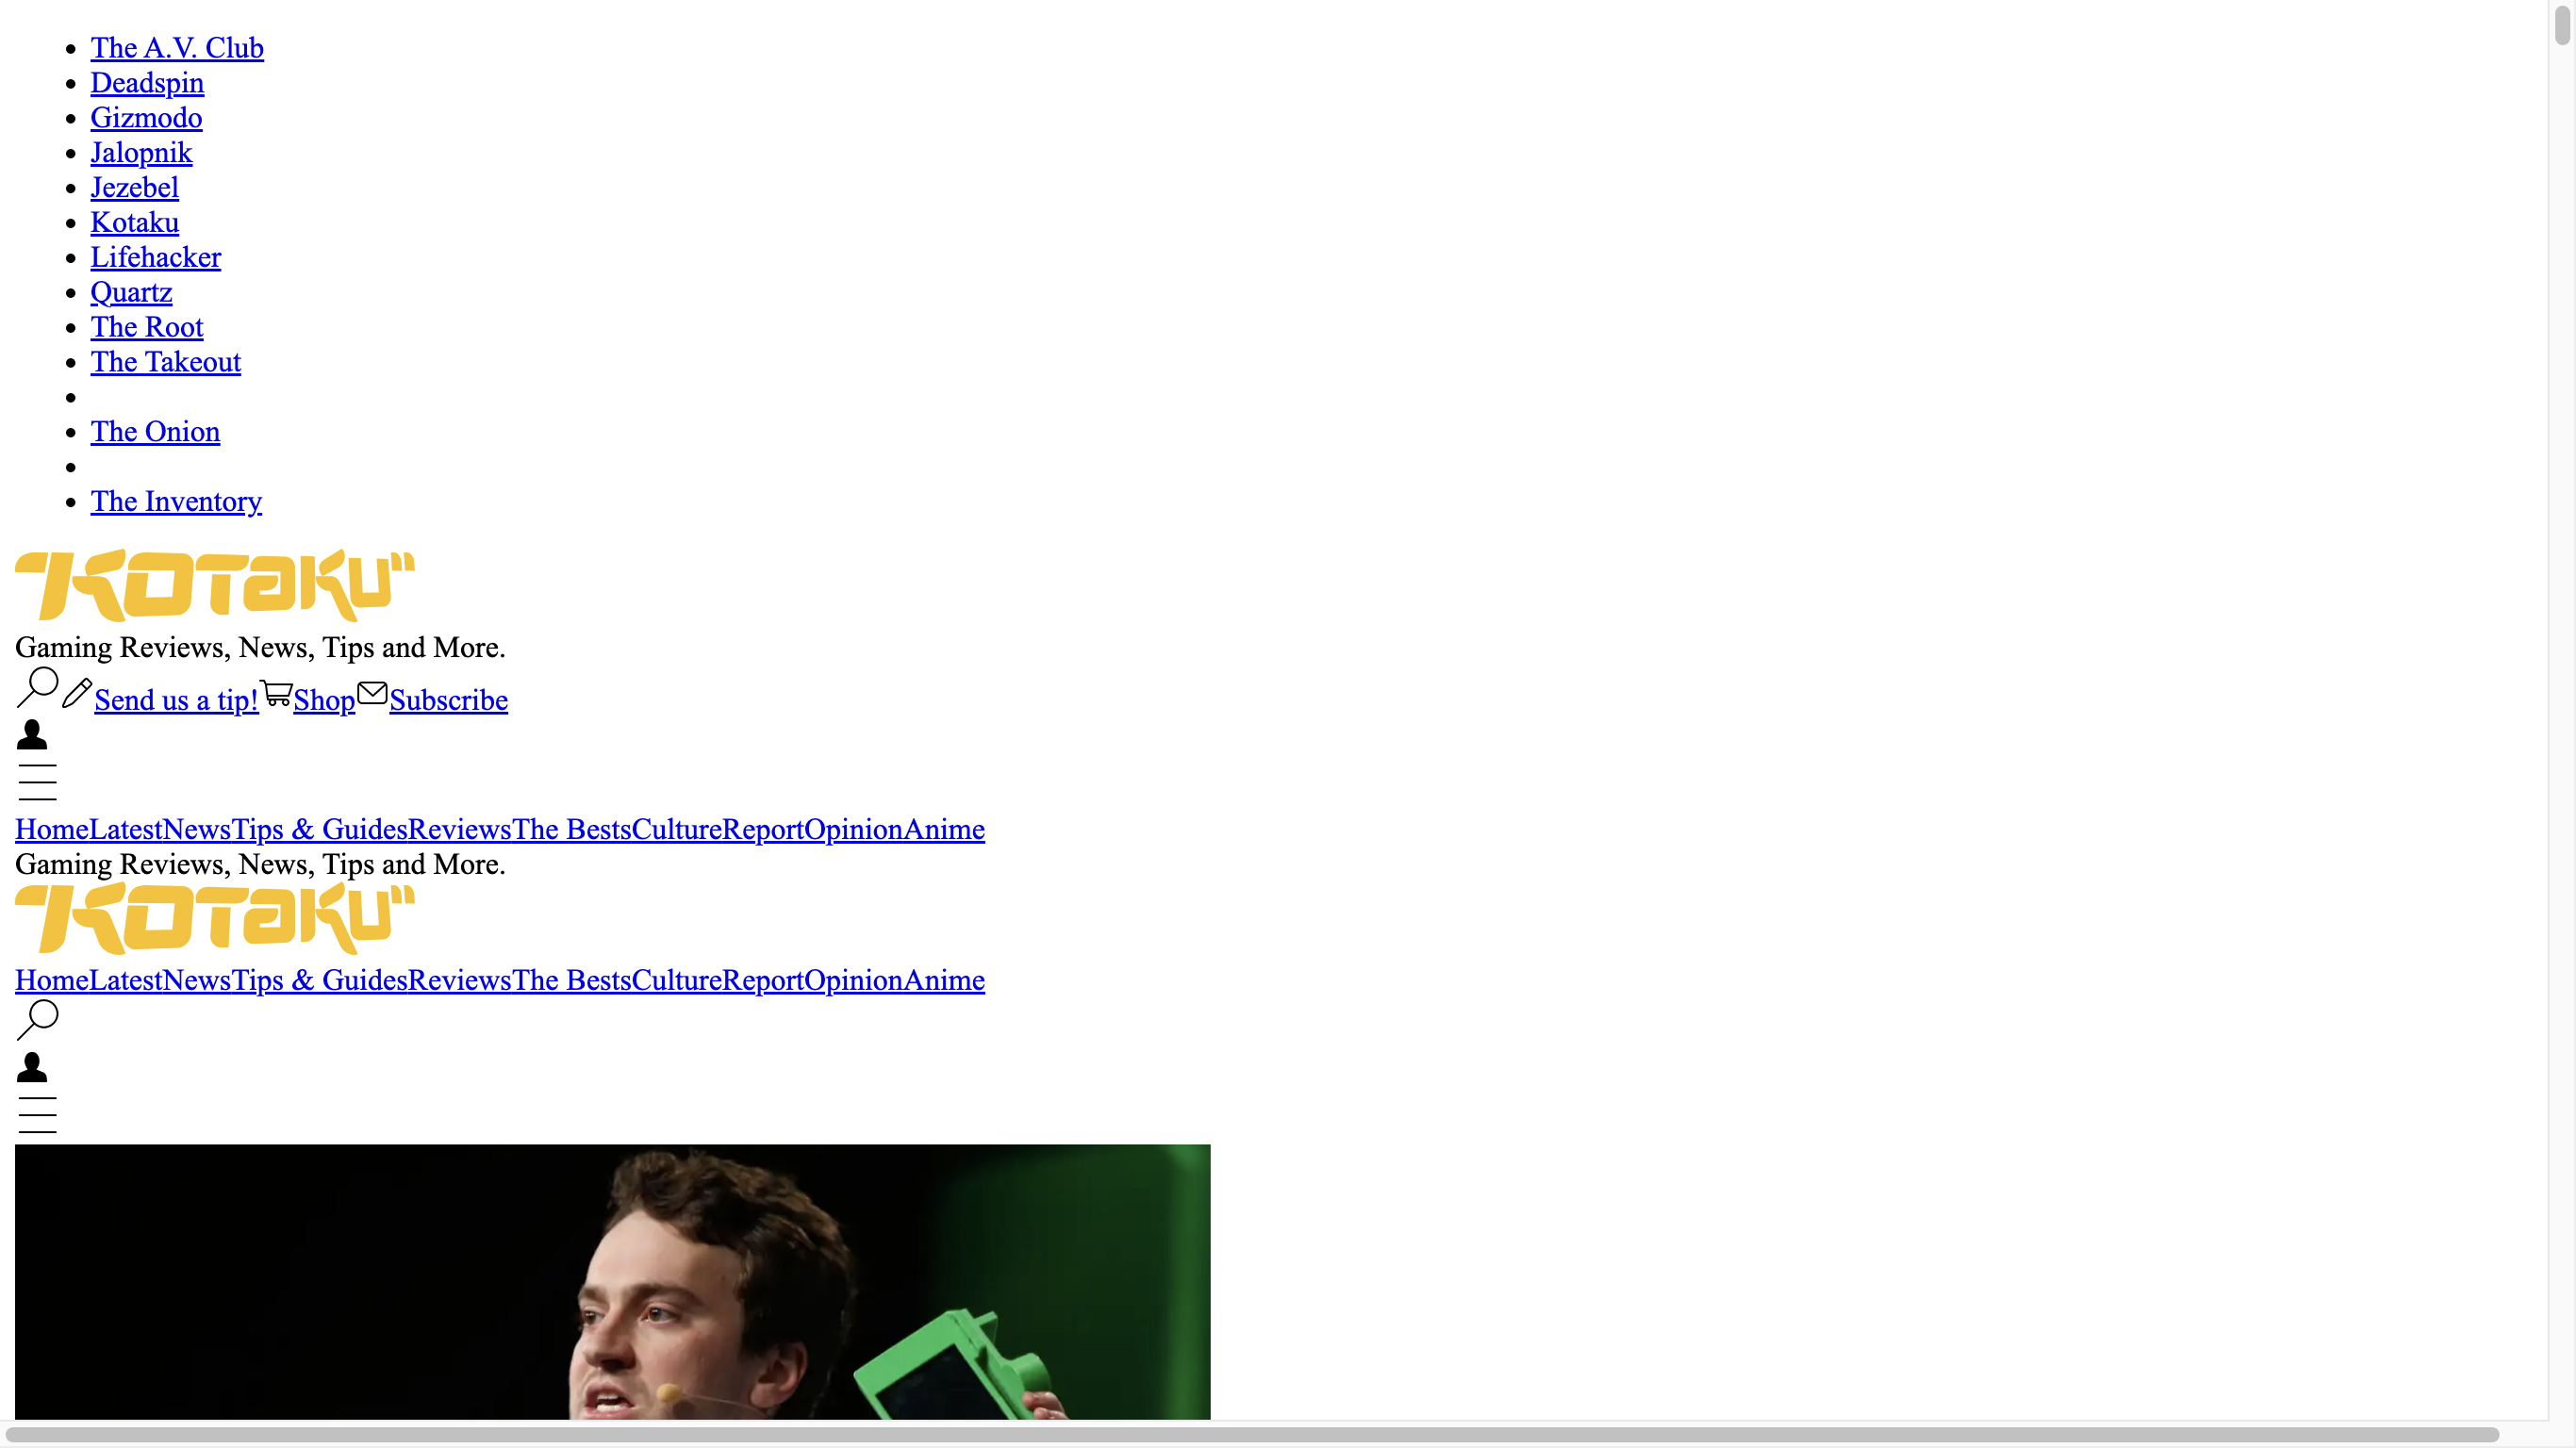 The A.V. Club
Deadspin
Gizmodo
Jalopnik
Jezebel
Kotaku
Lifehacker
Quartz
The Root
The Takeout
The Onion
The Inventory
KOTAKU
Gaming Reviews, News, Tips and More.
Send us a tip!ShopSubscribe
HomeLatestNewsTips & GuidesReviewsThe BestsCultureReportOpinionAnime
Gaming Reviews, News, Tips and More.
KOTAKU
HomeLatestNewsTips & GuidesReviewsThe BestsCultureReportOpinionAnime